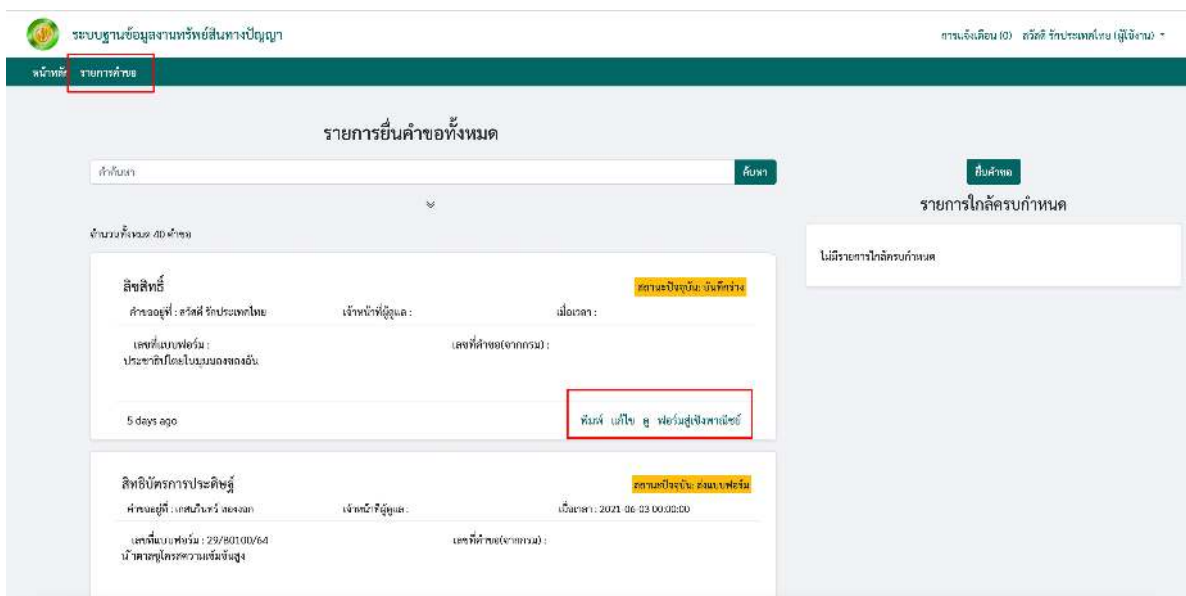 ระบบฐานข้อมูลงานทรัพย์สินทางปัญญา
การแจ้งเตือน (0) สวัสดี รักประเทศไทย (ผู้ใช้งาน)
หน้าหลัก รายการคำขอ
รายการยื่นคำขอทั้งหมด
คำค้นหา ค้นหา
ยื่นคำขอ
รายการใกล้ครบกำหนด
ไม่มีรายการใกล้ครบกำหนด
จำนวนทั้งหมด 40 คำขอ
ลิขสิทธิ์ สถานะปัจจุบัน: บันทึกร่าง
คำขออยู่ที่ : สวัสดี รักประเทศไทย เจ้าหน้าที่ผู้ดูแล : เมื่อเวลา :
เลขที่แบบฟอร์ม : เลขที่คำขอ(จากกรม) :
ประชาธิปไตยในมุมมองของฉัน
5 days ago พิมพ์ แก้ไข ดู ฟอร์มสู่เชิงพาณิชย์
สิทธิบัตรการประดิษฐ์ สถานะปัจจุบัน: ส่งแบบฟอร์ม
คำขออยู่ที่ : เกศนรินทร์ ทองงอก เจ้าหน้าที่ผู้ดูแล : เมื่อเวลา : 2021-06-03 00:00:00
เลขที่แบบฟอร์ม : 29/80100/64 เลขที่คำขอ(จากกรม) :
น้ำตาลซูโครสความเข้มข้นสูง